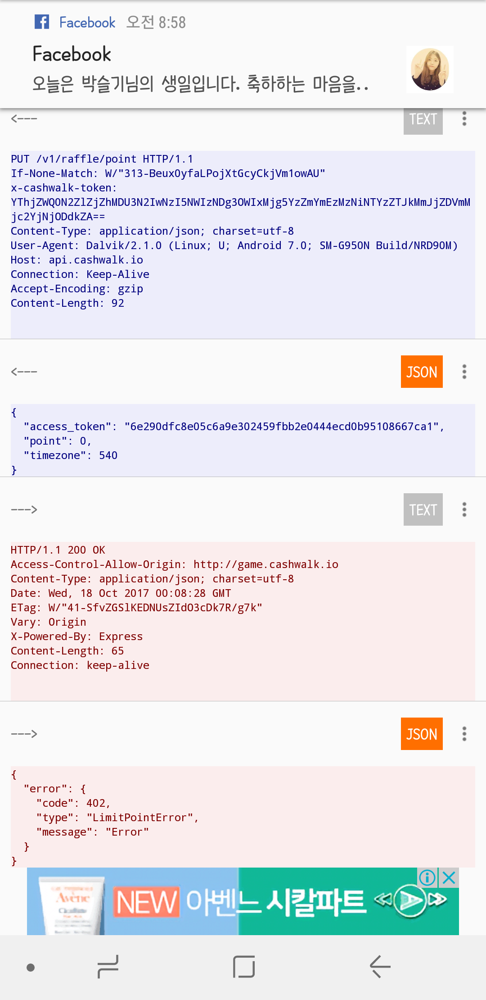 Facebook 오전 8:58
Facebook
오늘은 박슬기님의 생일입니다. 축하하는 마음을..
<---
TEXT
PUT /v1/raffle/point HTTP/1.1
If-None-Match: W/"313-BeuxOyfaLPojXtGcyCkjVm1owAU"
x-cashwalk-token:
YThjZWQ0N2ZlZjZhMDU3N2IwNzI5NWIzNDg3OWIxMjg5YzZmYmEzMzNiNTYzZTJkMmJjZDVmM
jc2YjNjODdkZA==
Content-Type: application/json; charset=utf-8
User-Agent: Dalvik/2.1.0 (Linux; U; Android 7.0; SM-G950N Build/NRD90M)
Host: api.cashwalk.io
Connection: Keep-Alive
Accept-Encoding: gzip
Content-Length: 92
<---
JSON
{
"access_token": "6e290dfc8e05c6a9e302459fbb2e0444ecd0b95108667ca1",
"point": 0,
"timezone": 540
}
--->
TEXT
HTTP/1.1 200 OK
Access-Control-Allow-Origin: http://game.cashwalk.io
Content-Type: application/json; charset=utf-8
Date: Wed, 18 Oct 2017 00:08:28 GMT
ETag: W/"41-SfvZGSlKEDNUsZIdO3cDk7R/g7k"
Vary: Origin
X-Powered-By: Express
Content-Length: 65
Connection: keep-alive
--->
JSON
{
"error": {
"code": 402,
"type": "LimitPointError",
"message": "Error"
}
}
Avène
NEW 아벤느 시칼파트